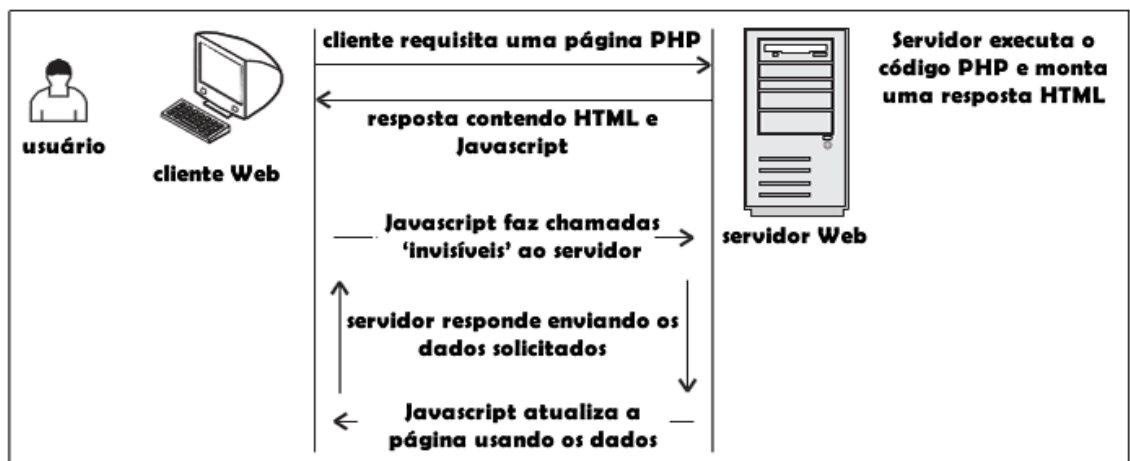 cliente requisita uma página PHP
Servidor executa o
código PHP e monta
uma resposta HTML
resposta contendo HTML e
Javascript
usuário
cliente Web
Javascript faz chamadas
‘invisíveis’ ao servidor
servidor Web
servidor responde enviando os
dados solicitados
Javascript atualiza a
página usando os dados